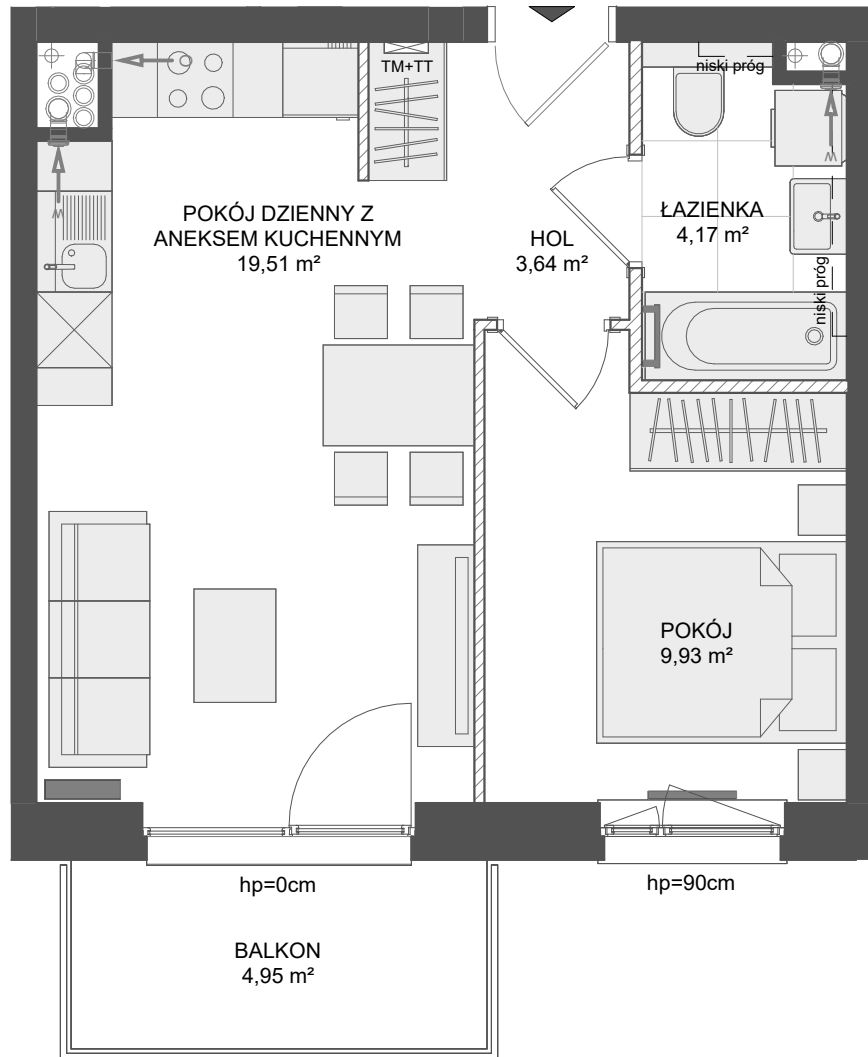 TM+TT
niski próg
POKÓJ DZIENNY Z
ANEKSEM KUCHENNYM
19,51 m²
HOL
3,64 m²
ŁAZIENKA
4,17 m²
niski próg
POKÓJ
9,93 m²
hp=0cm
hp=90cm
BALKON
4,95 m²